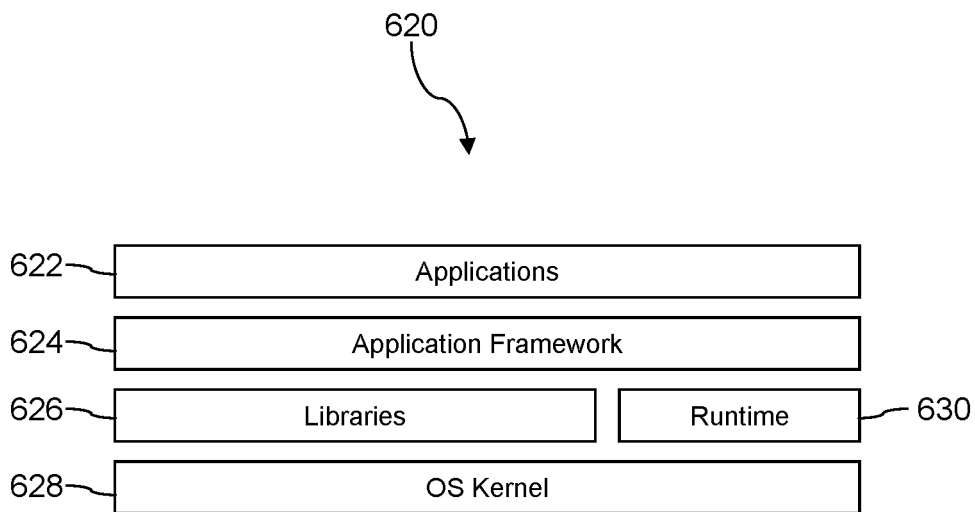 620
622
Applications
624
Application Framework
626
Libraries
Runtime
630
628
OS Kernel